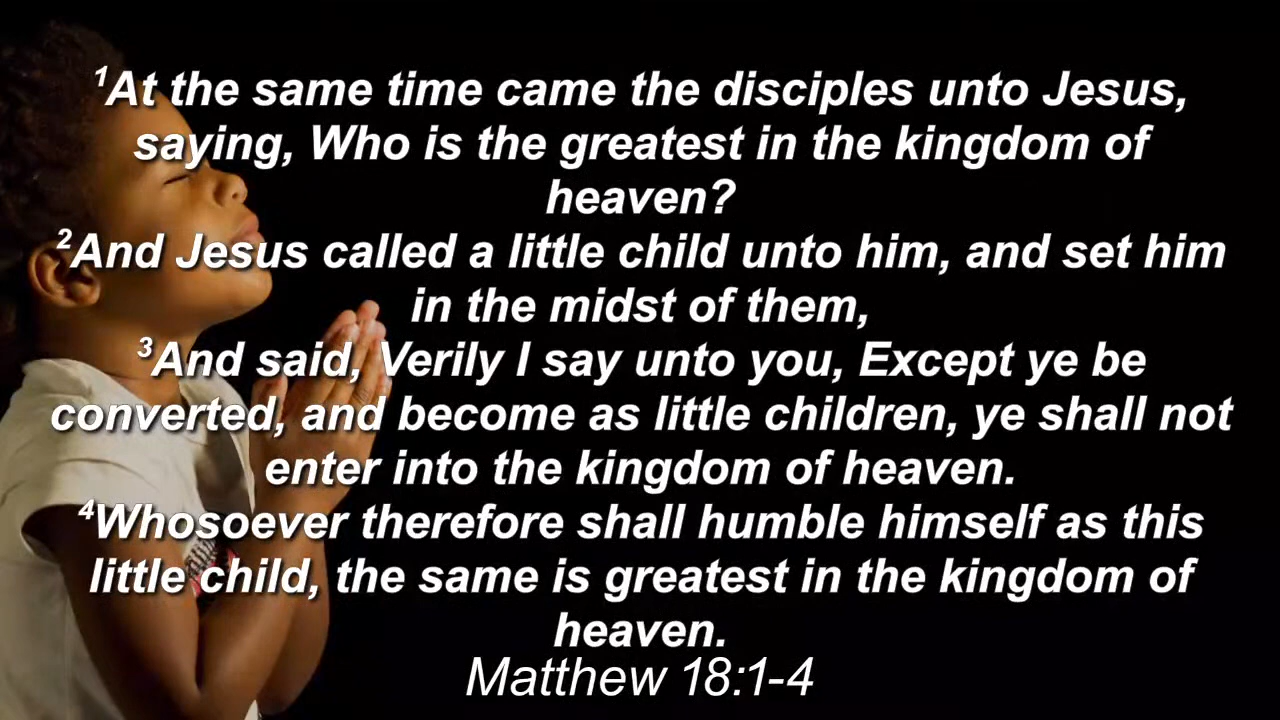 ¹At the same time came the disciples unto Jesus,
saying, Who is the greatest in the kingdom of
heaven?
²And Jesus called a little child unto him, and set him
in the midst of them,
³And said, Verily I say unto you, Except ye be
converted, and become as little children, ye shall not
enter into the kingdom of heaven.
⁴Whosoever therefore shall humble himself as this
little child, the same is greatest in the kingdom of
heaven.
Matthew 18:1-4